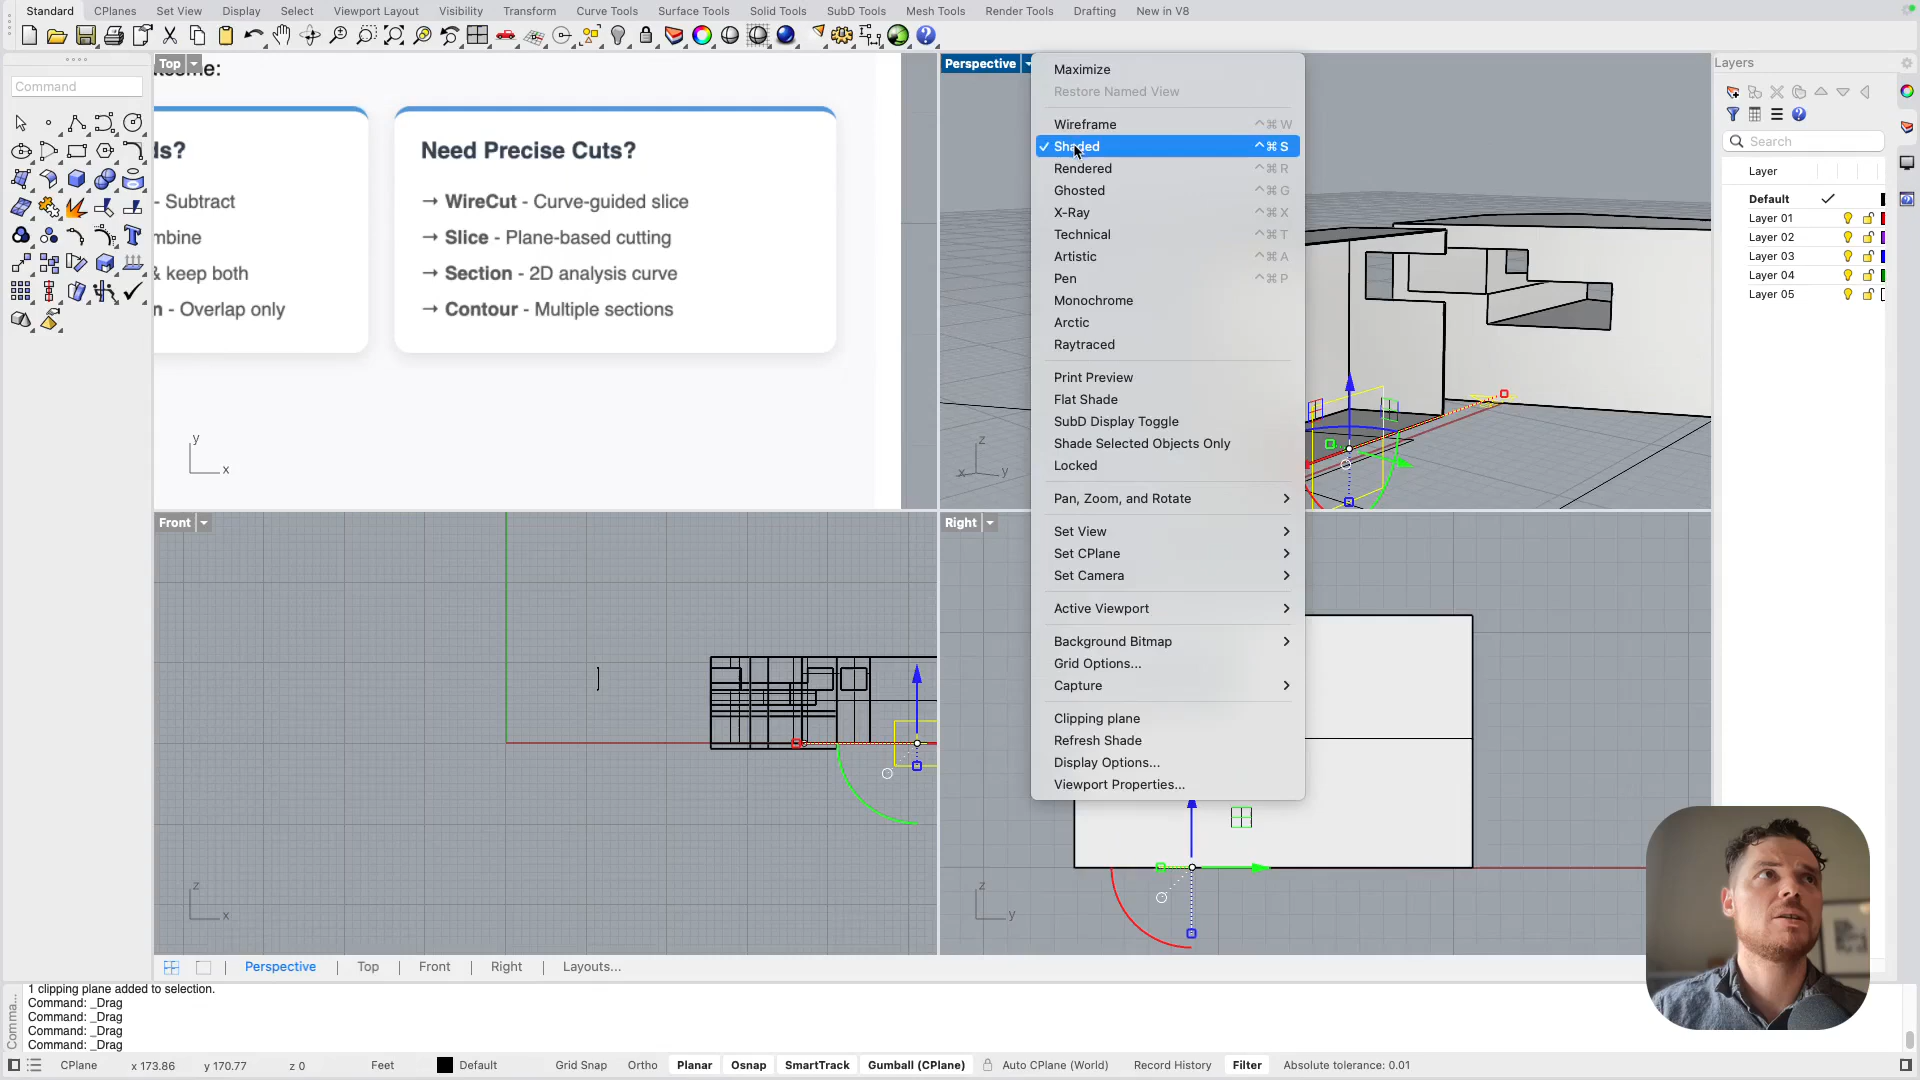 Standard CPlanes Set View Display Select Viewport Layout Visibility Transform Curve Tools Surface Tools Solid Tools SubD Tools Mesh Tools Render Tools Drafting New in V8
Command
Top
:ome:
ds?
- Subtract
mbine
& keep both
n - Overlap only
Need Precise Cuts?
→ WireCut - Curve-guided slice
→ Slice - Plane-based cutting
→ Section - 2D analysis curve
→ Contour - Multiple sections
y
x
Perspective
z
x y
Maximize
Restore Named View
Wireframe ^⌘W
✓ Shaded ^⌘S
Rendered ^⌘R
Ghosted ^⌘G
X-Ray ^⌘X
Technical ^⌘T
Artistic ^⌘A
Pen ^⌘P
Monochrome
Arctic
Raytraced
Print Preview
Flat Shade
SubD Display Toggle
Shade Selected Objects Only
Locked
Pan, Zoom, and Rotate
Set View
Set CPlane
Set Camera
Active Viewport
Background Bitmap
Grid Options...
Capture
Clipping plane
Refresh Shade
Display Options...
Viewport Properties...
Layers
Search
Layer
Default ✓
Layer 01
Layer 02
Layer 03
Layer 04
Layer 05
Front
z
x
Right
z
y
Perspective Top Front Right Layouts...
Comma...
1 clipping plane added to selection.
Command: _Drag
Command: _Drag
Command: _Drag
Command: _Drag
CPlane x 173.86 y 170.77 z 0 Feet Default Grid Snap Ortho Planar Osnap SmartTrack Gumball (CPlane) Auto CPlane (World) Record History Filter Absolute tolerance: 0.01